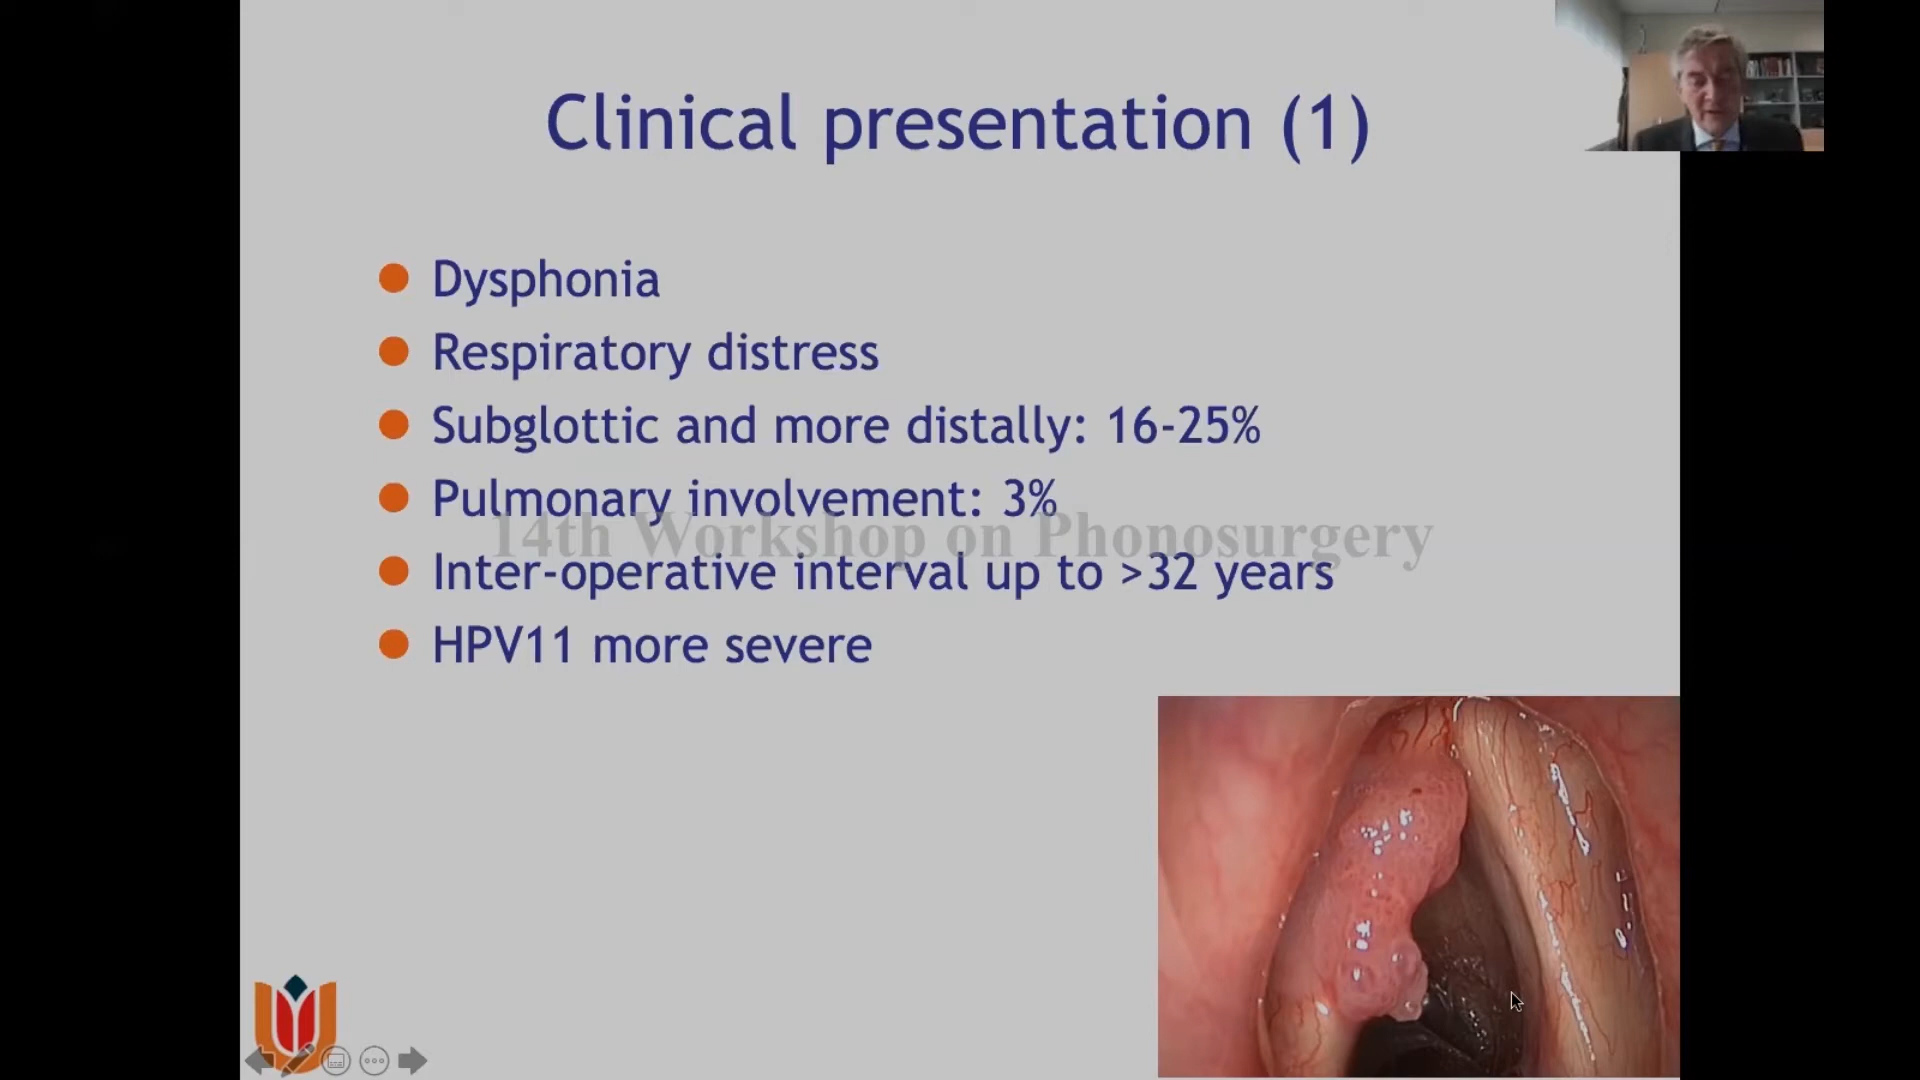 Clinical presentation (1)
Dysphonia
Respiratory distress
Subglottic and more distally: 16-25%
Pulmonary involvement: 3%
14th Workshop on Phonosurgery
Inter-operative interval up to >32 years
HPV11 more severe